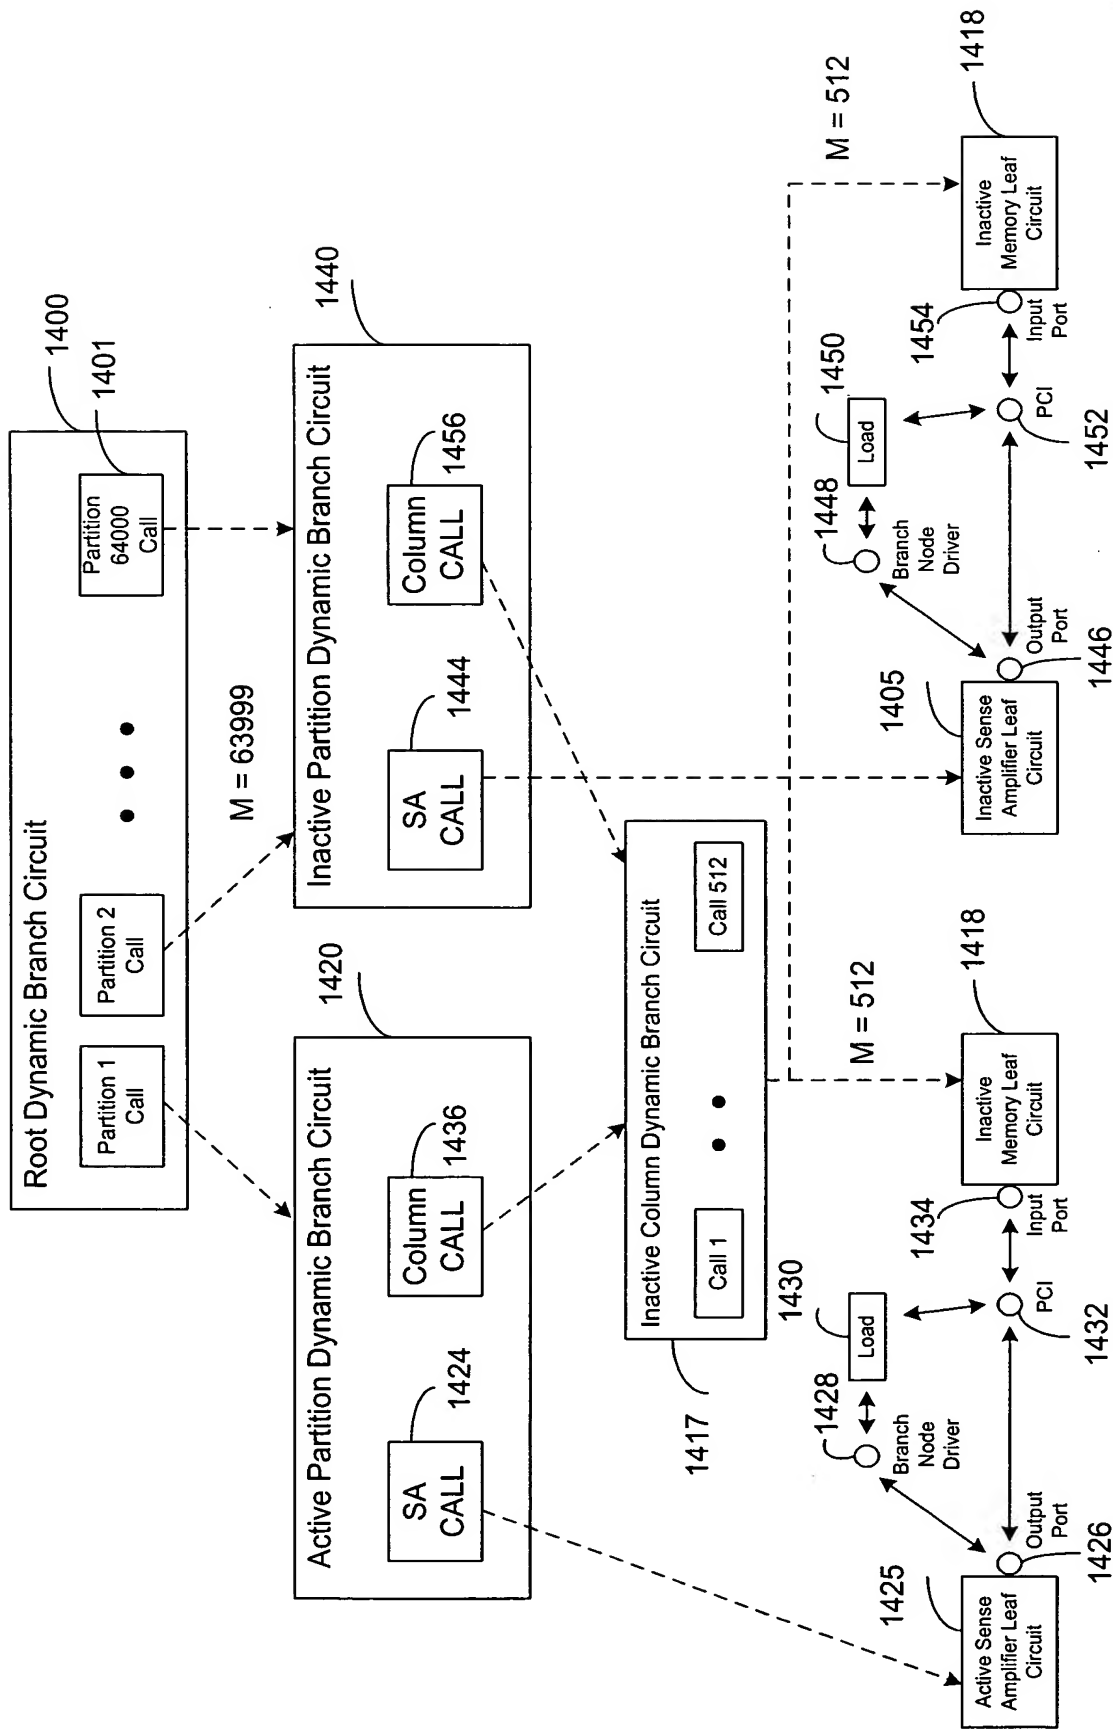 Root Dynamic Branch Circuit
1400
1401
Partition 1
Call
Partition 2
Call
Partition
64000
Call
M = 63999
1420
Active Partition Dynamic Branch Circuit
SA
CALL
1424
Column
CALL
1436
1440
Inactive Partition Dynamic Branch Circuit
SA
CALL
1444
Column
CALL
1456
1417
Inactive Column Dynamic Branch Circuit
Call 1
Call 512
M = 512
M = 512
1425
Active Sense
Amplifier Leaf
Circuit
1426
Output
Port
1428
Branch
Node
Driver
1430
Load
1432
PCI
1434
Input
Port
Inactive
Memory Leaf
Circuit
1418
1405
Inactive Sense
Amplifier Leaf
Circuit
1446
Output
Port
1448
Branch
Node
Driver
1450
Load
1452
PCI
1454
Input
Port
Inactive
Memory Leaf
Circuit
1418